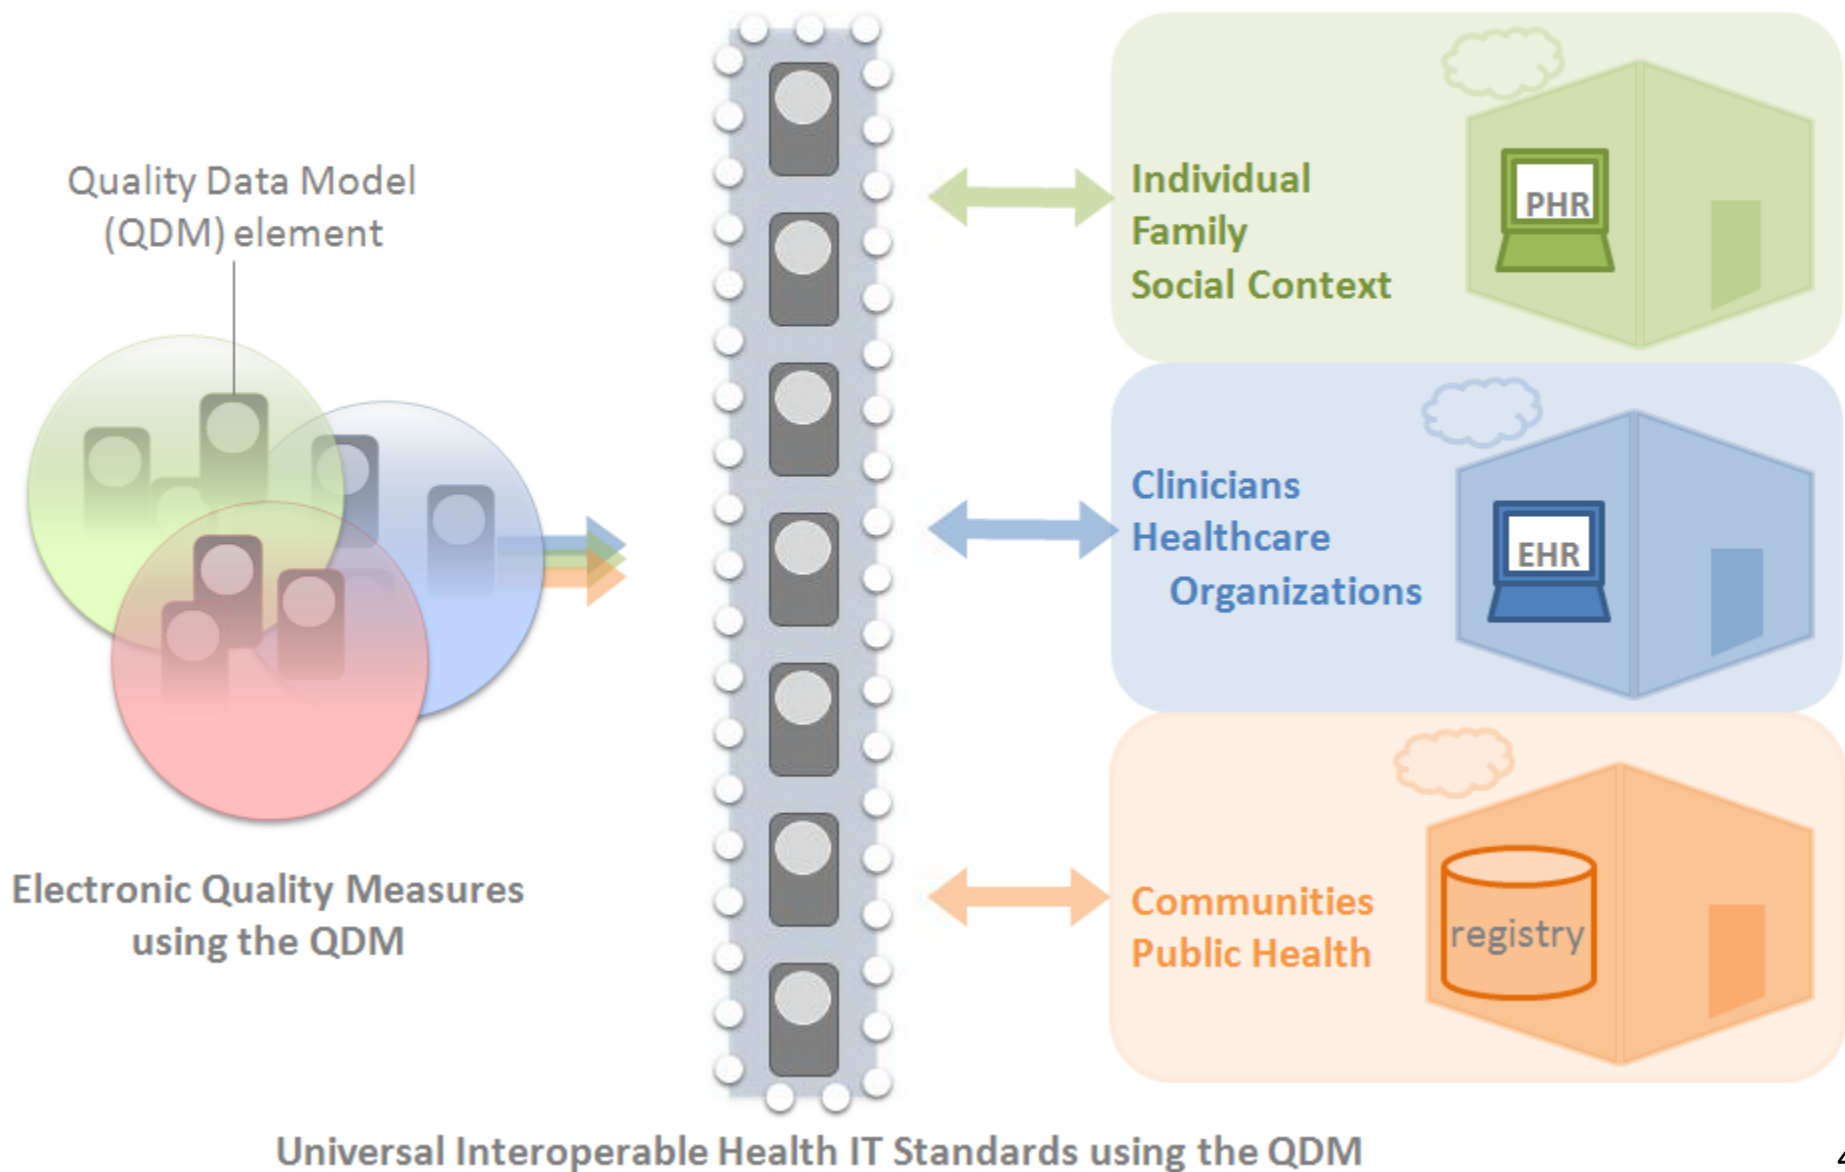 Quality Data Model
(QDM) element
Electronic Quality Measures
using the QDM
Individual
Family
Social Context
PHR
Clinicians
Healthcare
Organizations
EHR
Communities
Public Health
registry
Universal Interoperable Health IT Standards using the QDM